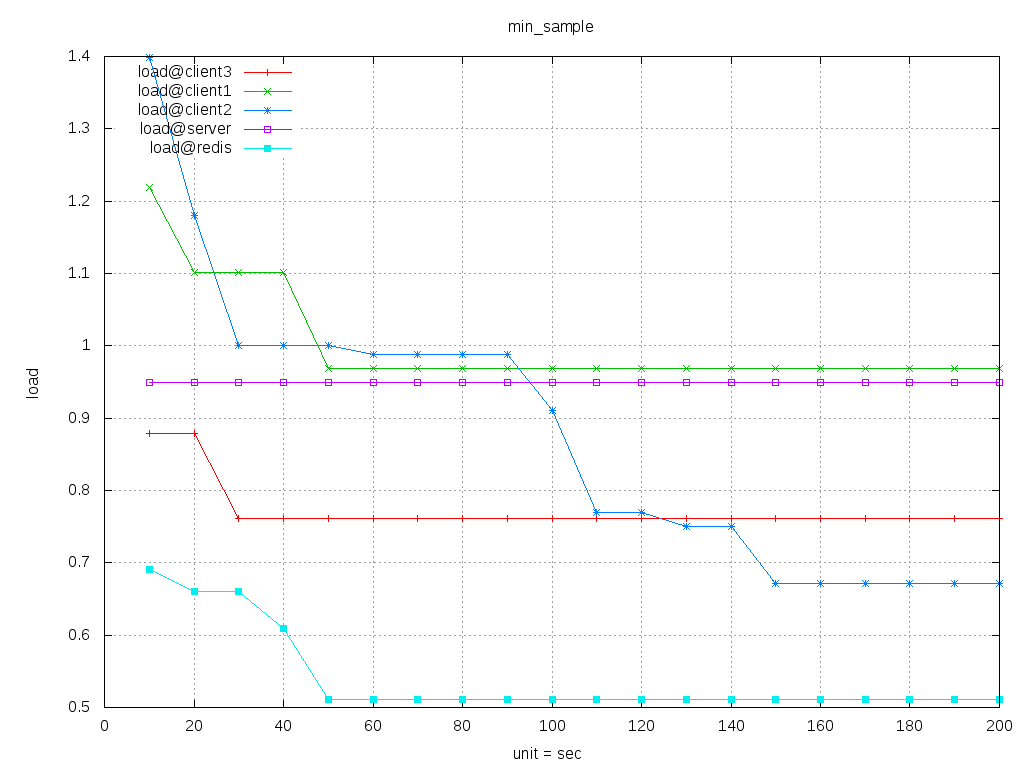 min_sample
1.4
load@client3
load@client1
load@client2
1.3
load@server
load@redis
1.2
1.1
1
load
0.9
0.8
0.7
0.6
0.5
0 20 40 60 80 100 120 140 160 180 200
unit = sec